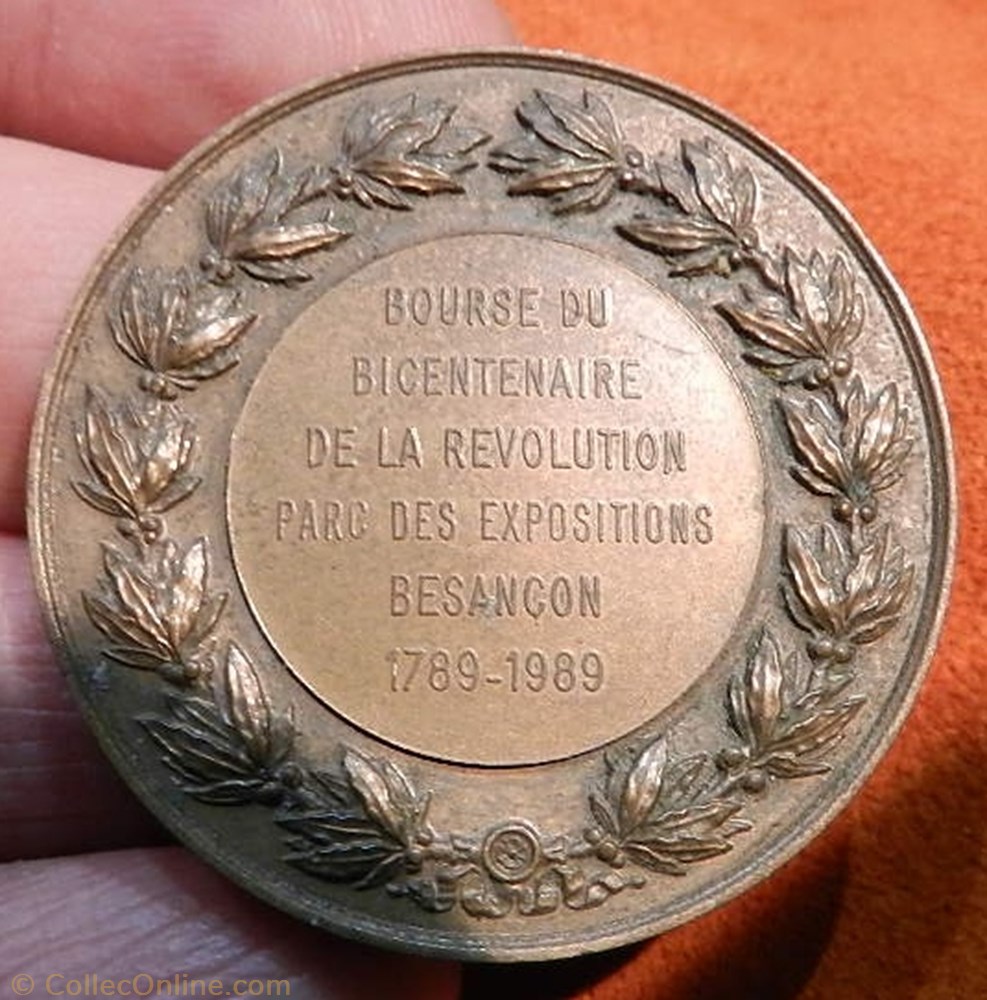 BOURSE DU
BICENTENAIRE
DE LA REVOLUTION
PARC DES EXPOSITIONS
BESANÇON
1789-1989
© CollecOnline.com